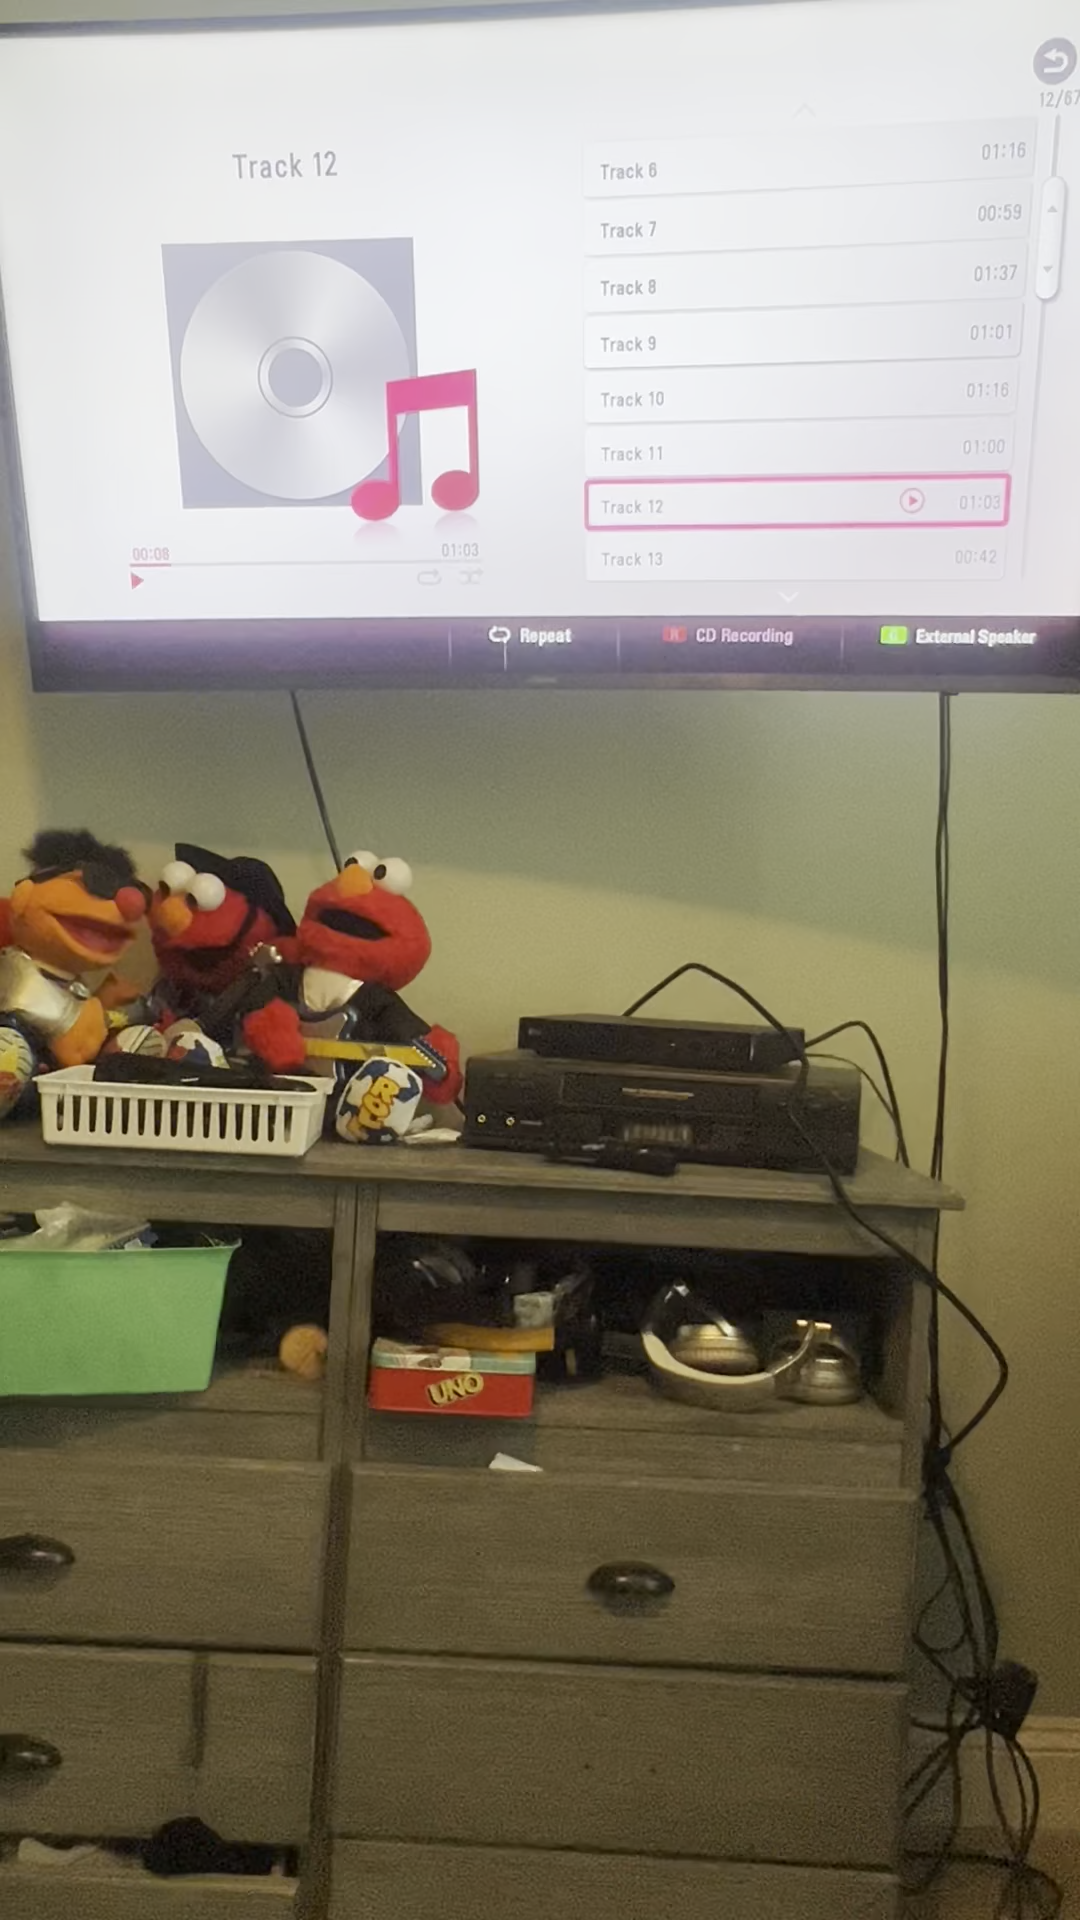 12/67
Track 12
Track 6 01:16
Track 7 00:59
Track 8 01:37
Track 9 01:01
Track 10 01:16
Track 11 01:00
Track 12 01:03
Track 13 00:42
00:08 01:03
Repeat
CD Recording
External Speaker
ROCK
UNO